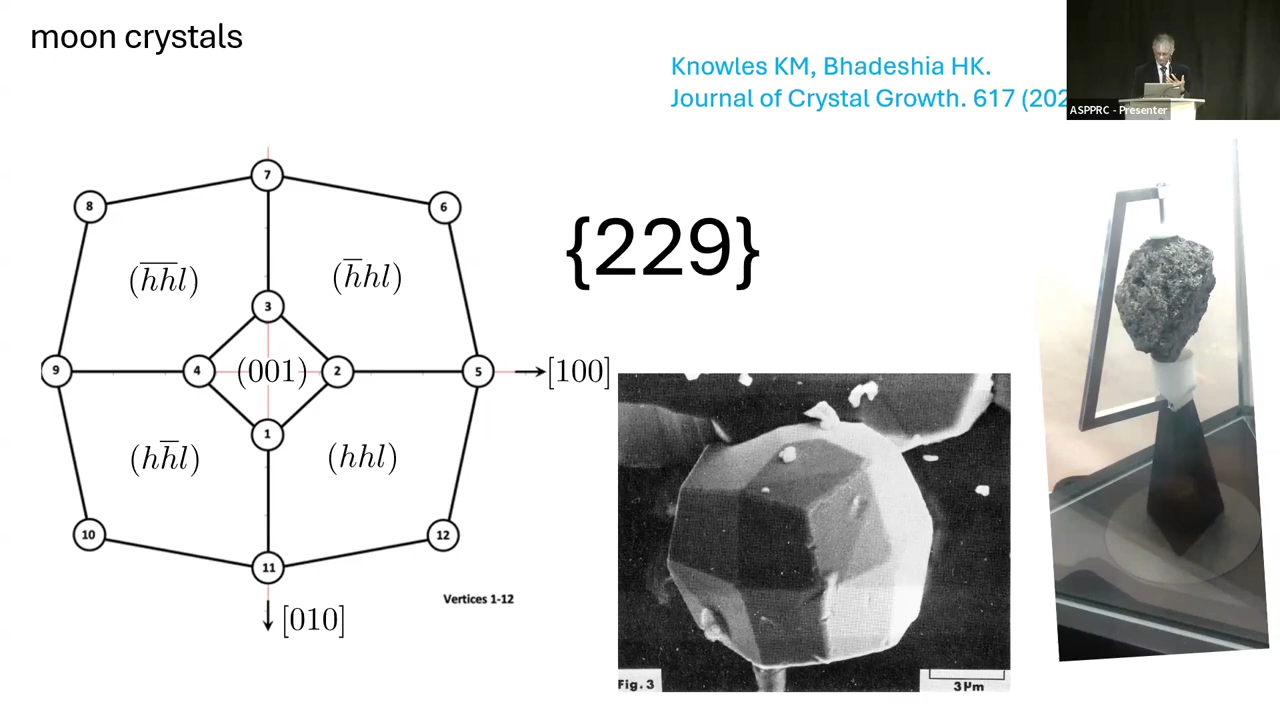 moon crystals
Knowles KM, Bhadeshia HK.
Journal of Crystal Growth. 617 (202
ASPPRC - Presenter
{229}
7
8
6
(h̅h̅l)
(h̅hl)
3
9
4
(001)
2
5
[100]
1
(hh̅l)
(hhl)
10
12
11
Vertices 1-12
[010]
Fig.3
3µm